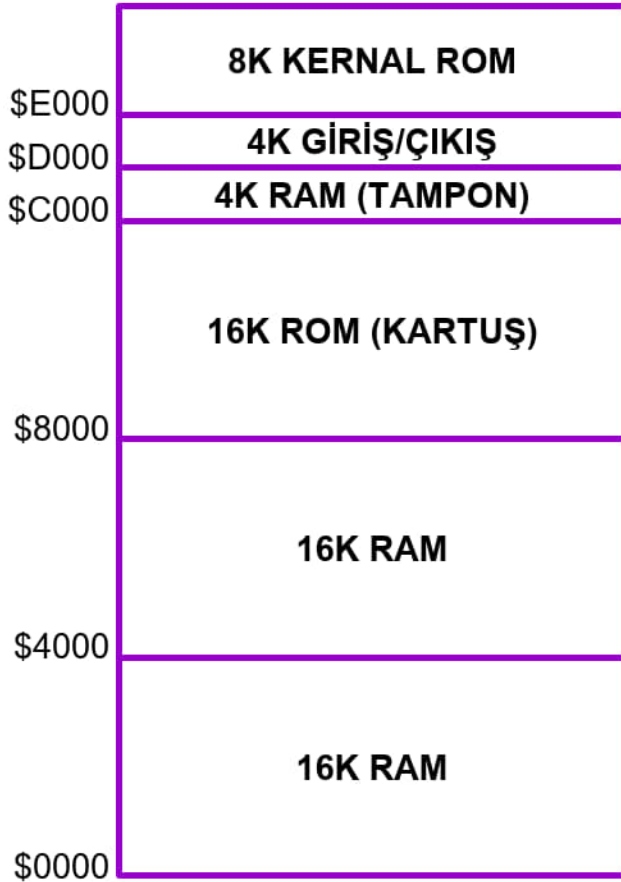 8K KERNAL ROM
$E000
4K GİRİŞ/ÇIKIŞ
$D000
4K RAM (TAMPON)
$C000
16K ROM (KARTUŞ)
$8000
16K RAM
$4000
16K RAM
$0000